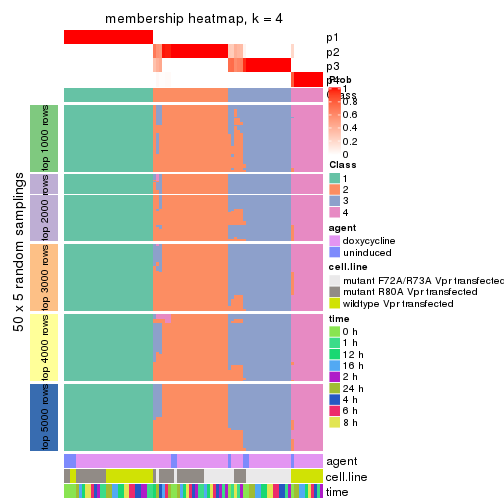 membership heatmap, k = 4
p1
p2
p3
p4
Prob
Class
1
0.8
0.6
0.4
0.2
0
Class
1
2
3
4
agent
doxycycline
uninduced
cell.line
mutant F72A/R73A Vpr transfected
mutant R80A Vpr transfected
wildtype Vpr transfected
time
0 h
1 h
12 h
16 h
2 h
24 h
4 h
6 h
8 h
50 x 5 random samplings
top 1000 rows
top 2000 rows
top 3000 rows
top 4000 rows
top 5000 rows
agent
cell.line
time